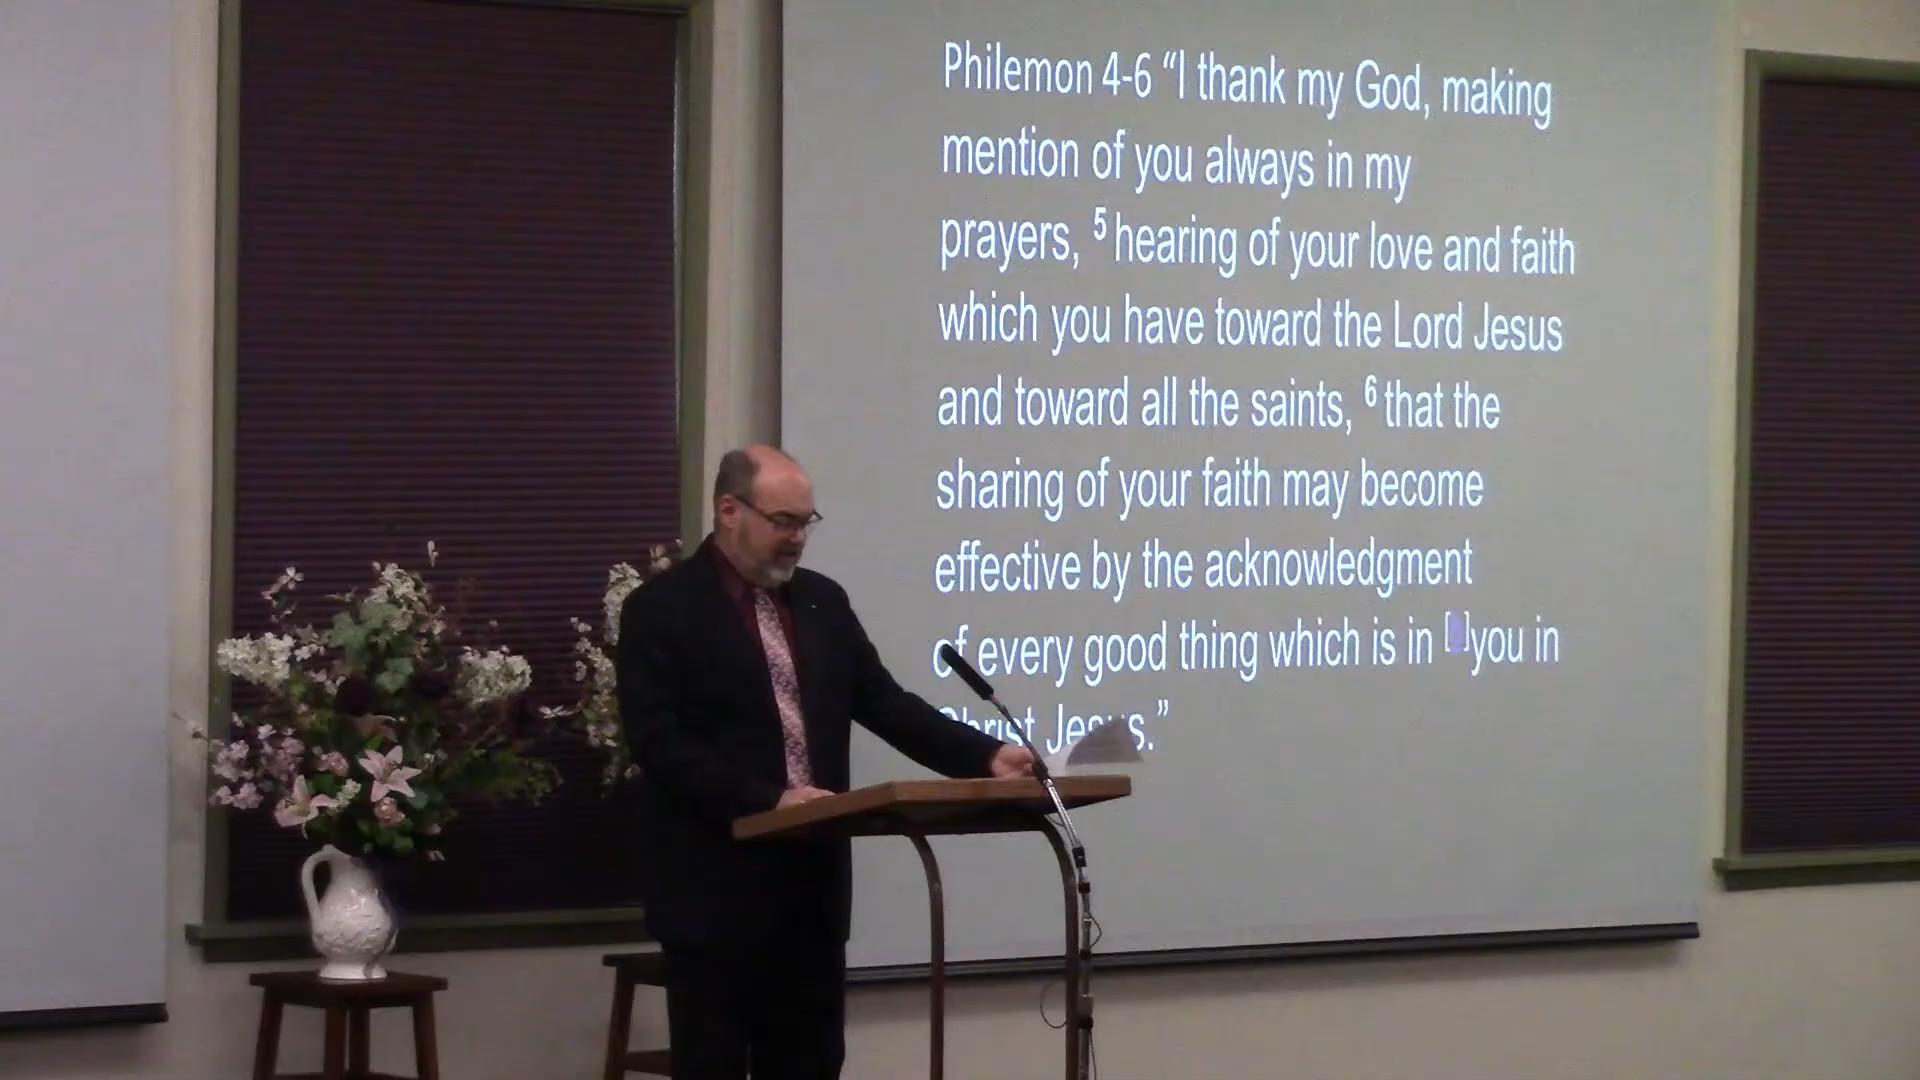 Philemon 4-6 “I thank my God, making
mention of you always in my
prayers, 5 hearing of your love and faith
which you have toward the Lord Jesus
and toward all the saints, 6 that the
sharing of your faith may become
effective by the acknowledgment
of every good thing which is in [ ]you in
Christ Jesus.”